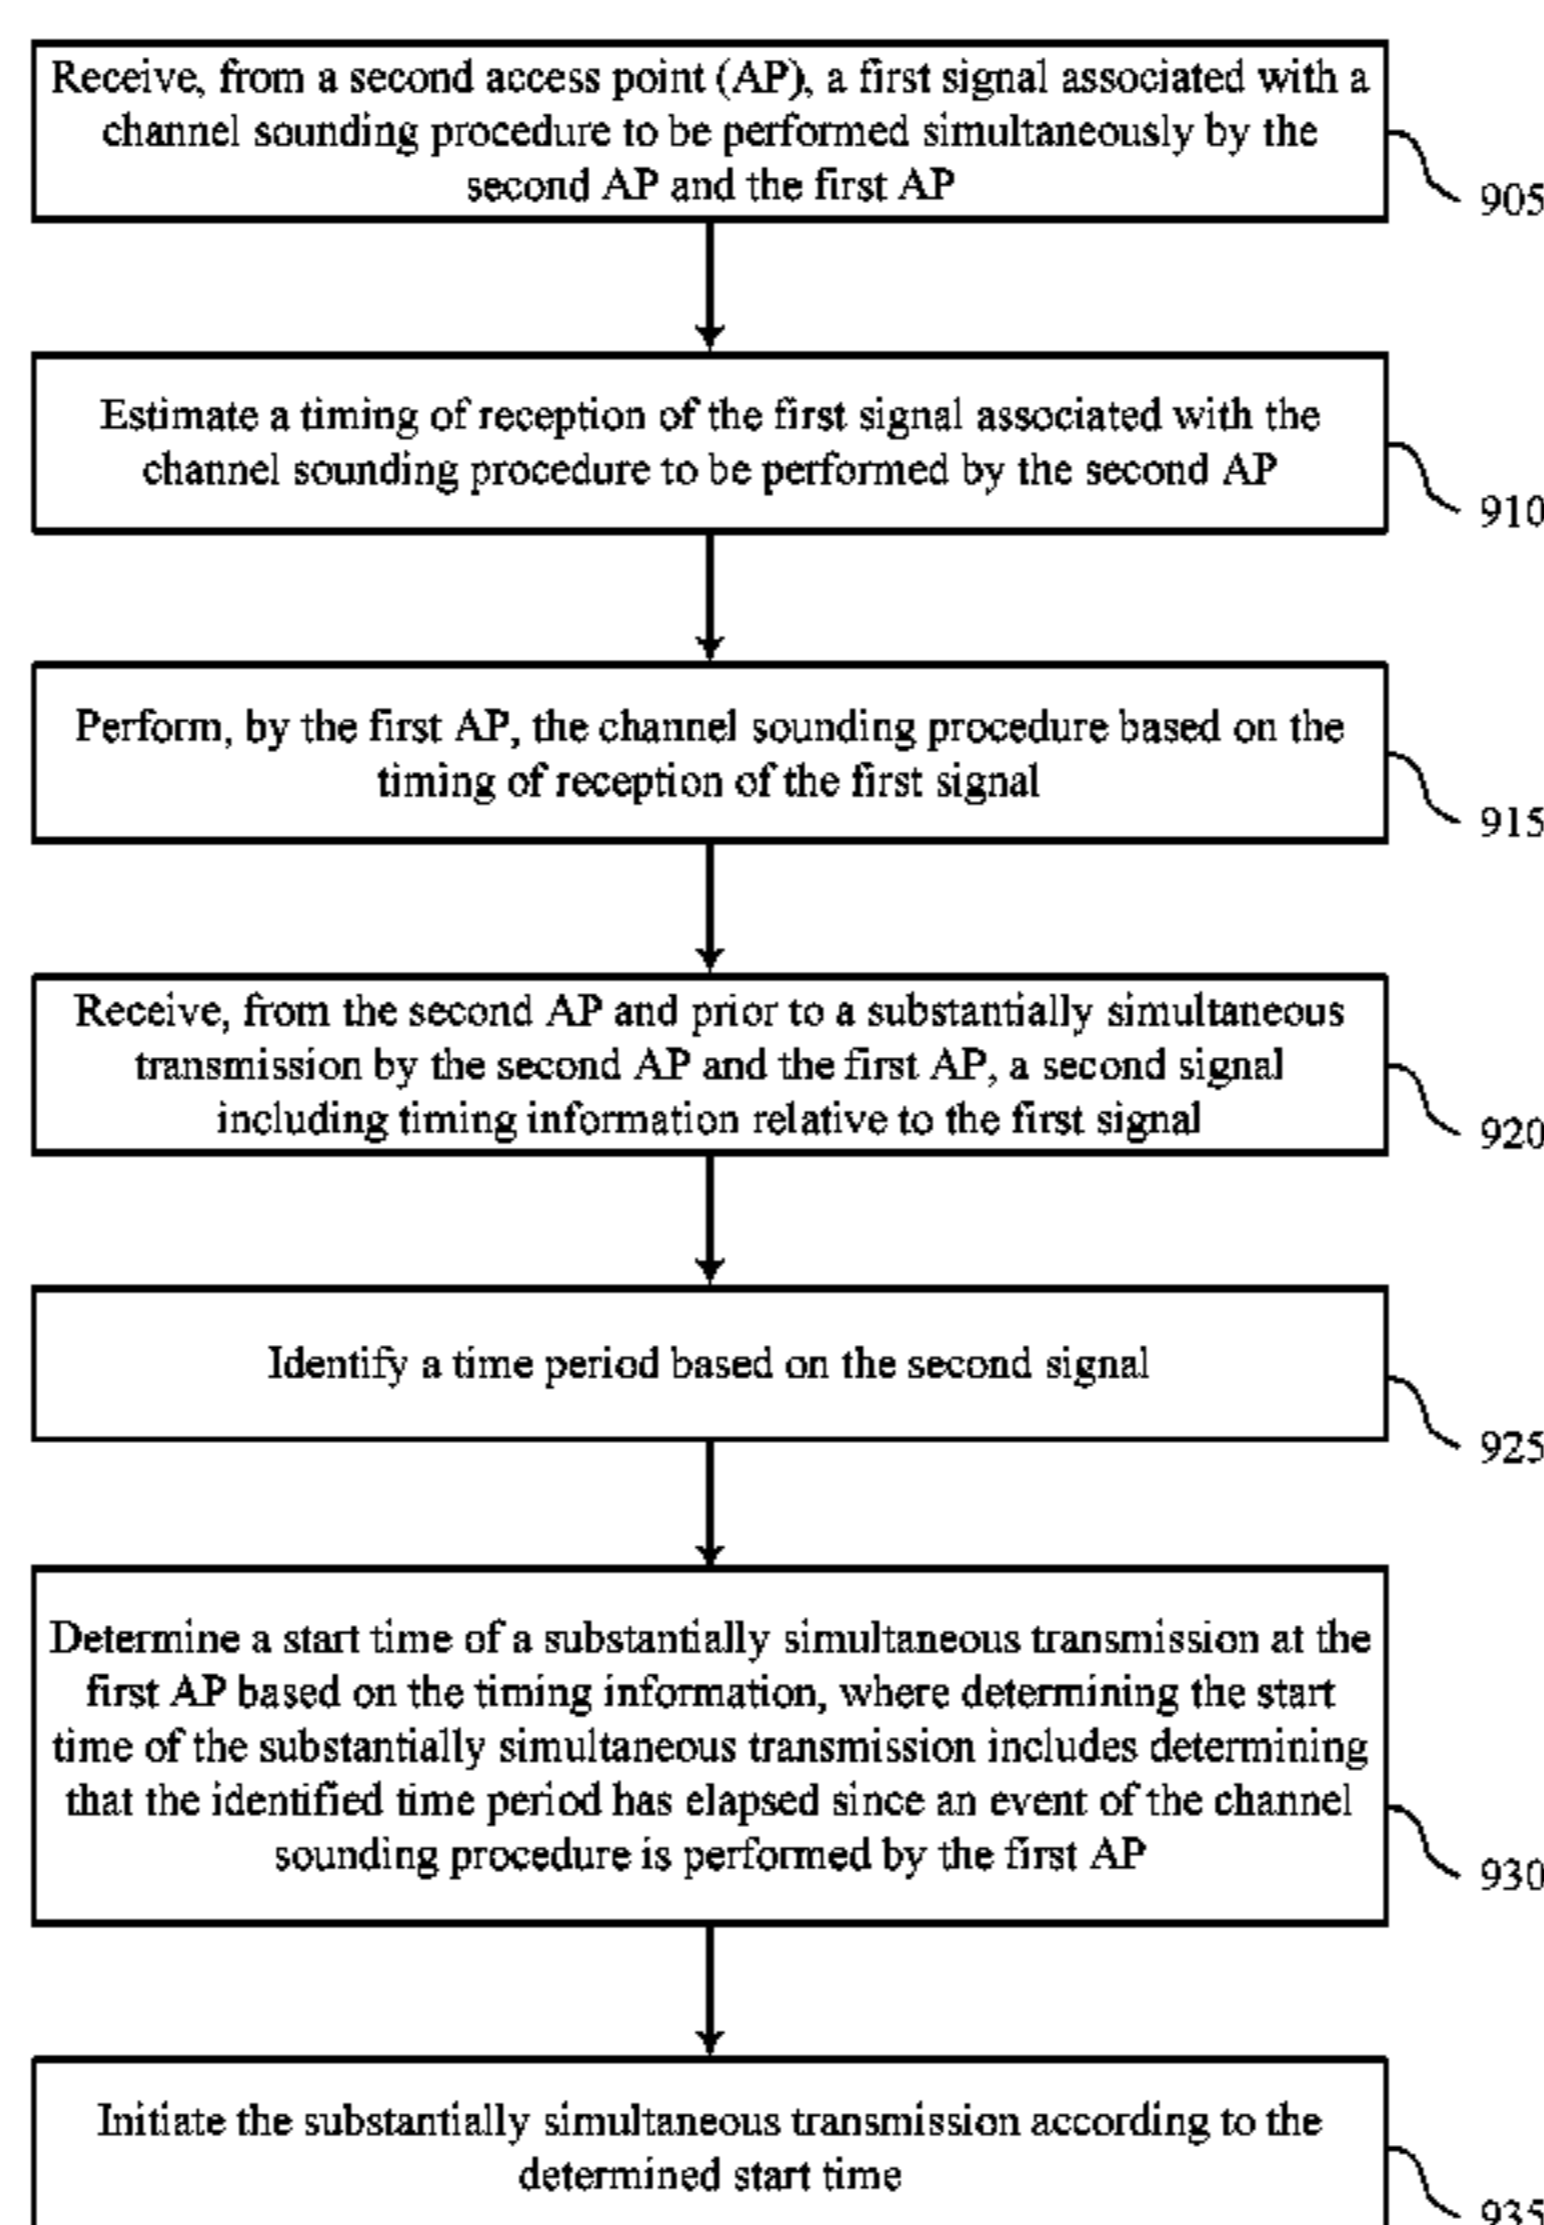 Receive, from a second access point (AP), a first signal associated with a
channel sounding procedure to be performed simultaneously by the
second AP and the first AP
905
Estimate a timing of reception of the first signal associated with the
channel sounding procedure to be performed by the second AP
910
Perform, by the first AP, the channel sounding procedure based on the
timing of reception of the first signal
915
Receive, from the second AP and prior to a substantially simultaneous
transmission by the second AP and the first AP, a second signal
including timing information relative to the first signal
920
Identify a time period based on the second signal
925
Determine a start time of a substantially simultaneous transmission at the
first AP based on the timing information, where determining the start
time of the substantially simultaneous transmission includes determining
that the identified time period has elapsed since an event of the channel
sounding procedure is performed by the first AP
930
Initiate the substantially simultaneous transmission according to the
determined start time
935